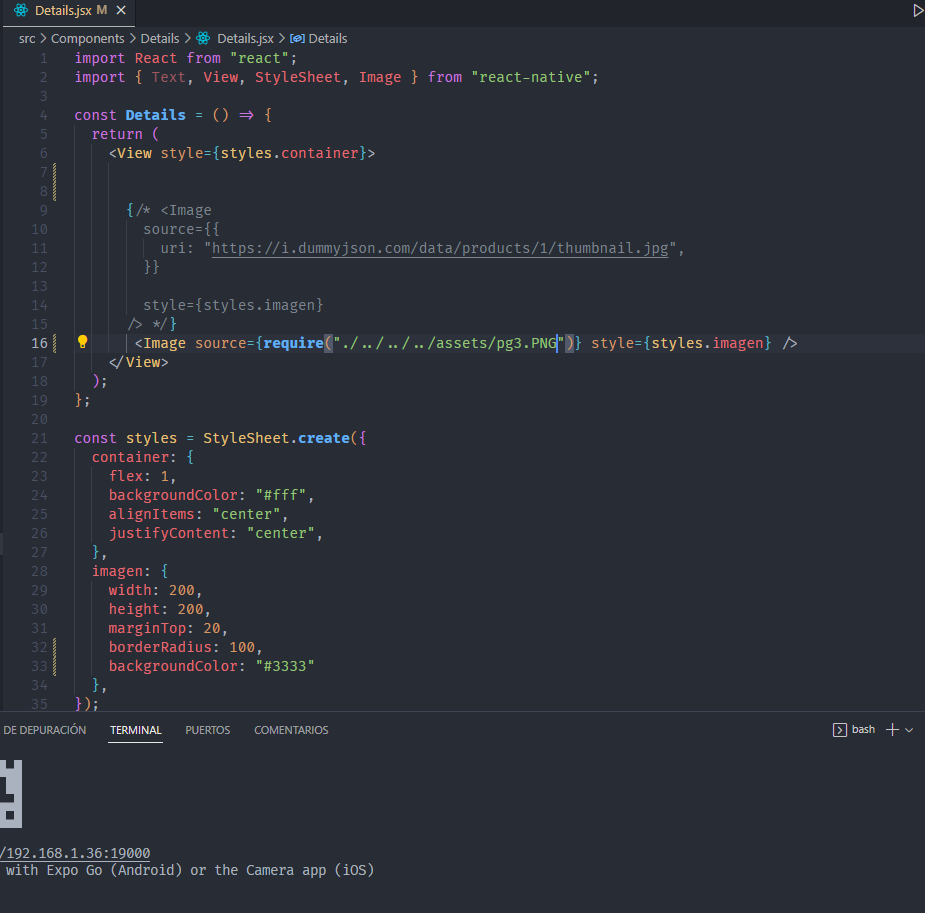 Details.jsx M ×
src > Components > Details > Details.jsx > Details
1 import React from "react";
2 import { Text, View, StyleSheet, Image } from "react-native";
3
4 const Details = () => {
5 return (
6 <View style={styles.container}>
7
8
9 {/* <Image
10 source={{
11 uri: "https://i.dummyjson.com/data/products/1/thumbnail.jpg",
12 }}
13
14 style={styles.imagen}
15 /> */}
16 <Image source={require("./../../../assets/pg3.PNG")} style={styles.imagen} />
17 </View>
18 );
19 };
20
21 const styles = StyleSheet.create({
22 container: {
23 flex: 1,
24 backgroundColor: "#fff",
25 alignItems: "center",
26 justifyContent: "center",
27 },
28 imagen: {
29 width: 200,
30 height: 200,
31 marginTop: 20,
32 borderRadius: 100,
33 backgroundColor: "#3333"
34 },
35 });
DE DEPURACIÓN TERMINAL PUERTOS COMENTARIOS bash
/192.168.1.36:19000
with Expo Go (Android) or the Camera app (iOS)